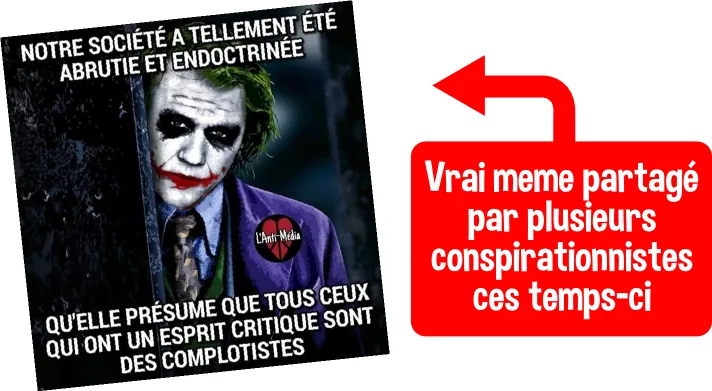 NOTRE SOCIÉTÉ A TELLEMENT ÉTÉ
ABRUTIE ET ENDOCTRINÉE
L'Anti-Média
QU'ELLE PRÉSUME QUE TOUS CEUX
QUI ONT UN ESPRIT CRITIQUE SONT
DES COMPLOTISTES
Vrai meme partagé
par plusieurs
conspirationnistes
ces temps-ci